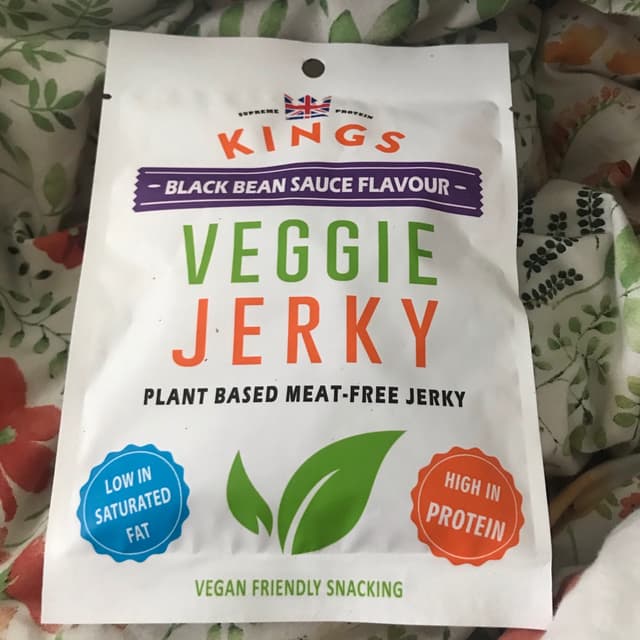 SUPREME PROTEIN
KINGS
- BLACK BEAN SAUCE FLAVOUR -
VEGGIE
JERKY
PLANT BASED MEAT-FREE JERKY
LOW IN
SATURATED
FAT
HIGH IN
PROTEIN
VEGAN FRIENDLY SNACKING